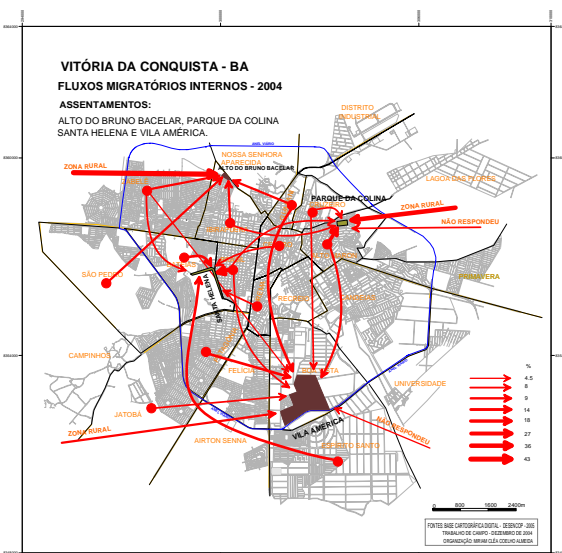 VITÓRIA DA CONQUISTA - BA
FLUXOS MIGRATÓRIOS INTERNOS - 2004
ASSENTAMENTOS:
ALTO DO BRUNO BACELAR, PARQUE DA COLINA
SANTA HELENA E VILA AMÉRICA.
DISTRITO
INDUSTRIAL
ANEL VIÁRIO
NOSSA SENHORA
APARECIDA
ALTO DO BRUNO BACELAR
ZONA RURAL
LAGOA DAS FLORES
PARQUE DA COLINA
ZONA RURAL
NÃO RESPONDEU
SÃO PEDRO
PRIMAVERA
SANTA HELENA
CAMPINHOS
FELÍCIA
UNIVERSIDADE
JATOBÁ
ZONA RURAL
VILA AMÉRICA
NÃO RESPONDEU
AIRTON SENNA
ESPÍRITO SANTO
%
4.5
8
9
14
18
27
36
43
0 800 1600 2400m
FONTES: BASE CARTOGRÁFICA DIGITAL - DESENCOP - 2005
TRABALHO DE CAMPO - DEZEMBRO DE 2004
ORGANIZAÇÃO: MIRIAM CLÉA COELHO ALMEIDA